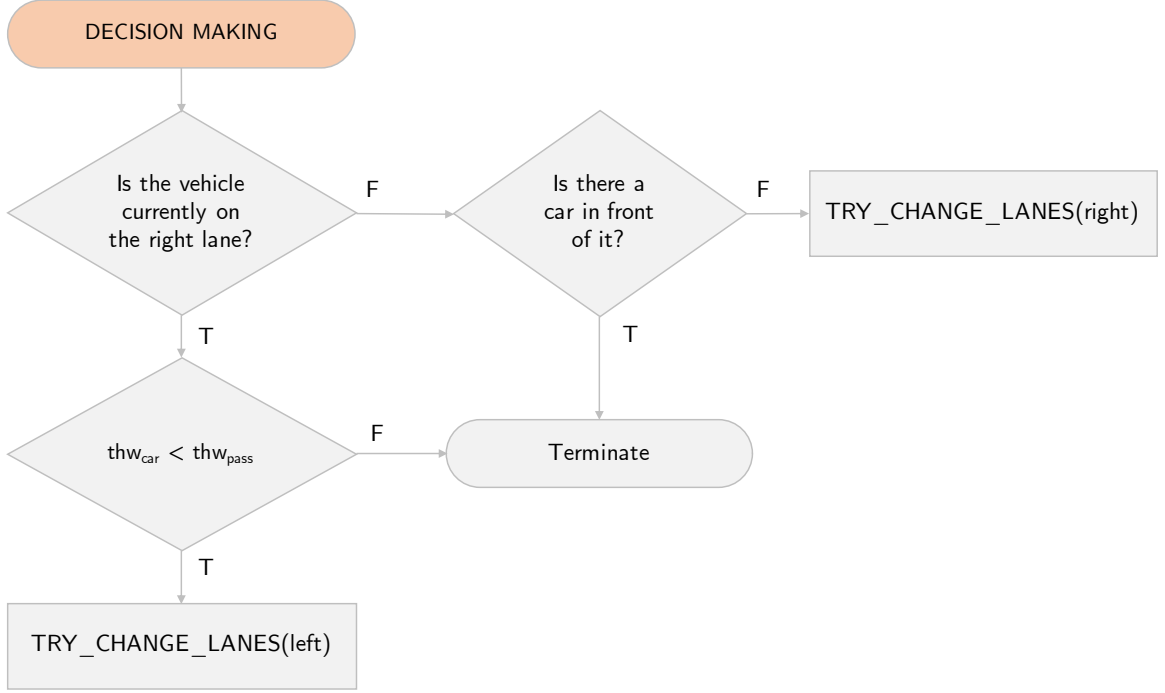 DECISION MAKING
Is the vehicle
currently on
the right lane?
F
Is there a
car in front
of it?
F
TRY_CHANGE_LANES(right)
T
T
thw_car < thw_pass
F
Terminate
T
TRY_CHANGE_LANES(left)